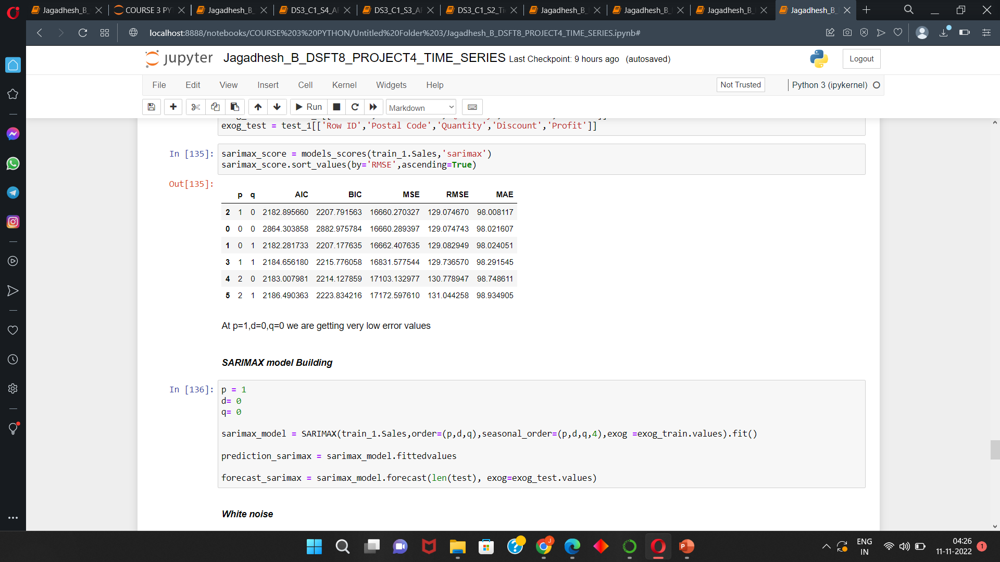 Jagadhesh_B_
COURSE 3 PY
Jagadhesh_B_
DS3_C1_S4_A
DS3_C1_S3_A
DS3_C1_S2_Ti
Jagadhesh_B_
Jagadhesh_B_
Jagadhesh_B_
Jagadhesh_B_
localhost:8888/notebooks/COURSE%203%20PYTHON/Untitled%20Folder%203/Jagadhesh_B_DSFT8_PROJECT4_TIME_SERIES.ipynb#
jupyter Jagadhesh_B_DSFT8_PROJECT4_TIME_SERIES Last Checkpoint: 9 hours ago (autosaved)
Logout
File Edit View Insert Cell Kernel Widgets Help
Not Trusted
Python 3 (ipykernel)
Run
Markdown
exog_test = test_1[['Row ID','Postal Code','Quantity','Discount','Profit']]
In [135]: sarimax_score = models_scores(train_1.Sales,'sarimax')
sarimax_score.sort_values(by='RMSE',ascending=True)
Out[135]:
p q AIC BIC MSE RMSE MAE
2 1 0 2182.895660 2207.791563 16660.270327 129.074670 98.008117
0 0 0 2864.303858 2882.975784 16660.289397 129.074743 98.021607
1 0 1 2182.281733 2207.177635 16662.407635 129.082949 98.024051
3 1 1 2184.656180 2215.776058 16831.577544 129.736570 98.291545
4 2 0 2183.007981 2214.127859 17103.132977 130.778947 98.748611
5 2 1 2186.490363 2223.834216 17172.597610 131.044258 98.934905
At p=1,d=0,q=0 we are getting very low error values
SARIMAX model Building
In [136]: p = 1
d= 0
q= 0
sarimax_model = SARIMAX(train_1.Sales,order=(p,d,q),seasonal_order=(p,d,q,4),exog =exog_train.values).fit()
prediction_sarimax = sarimax_model.fittedvalues
forecast_sarimax = sarimax_model.forecast(len(test), exog=exog_test.values)
White noise
ENG
IN
04:26
11-11-2022
1